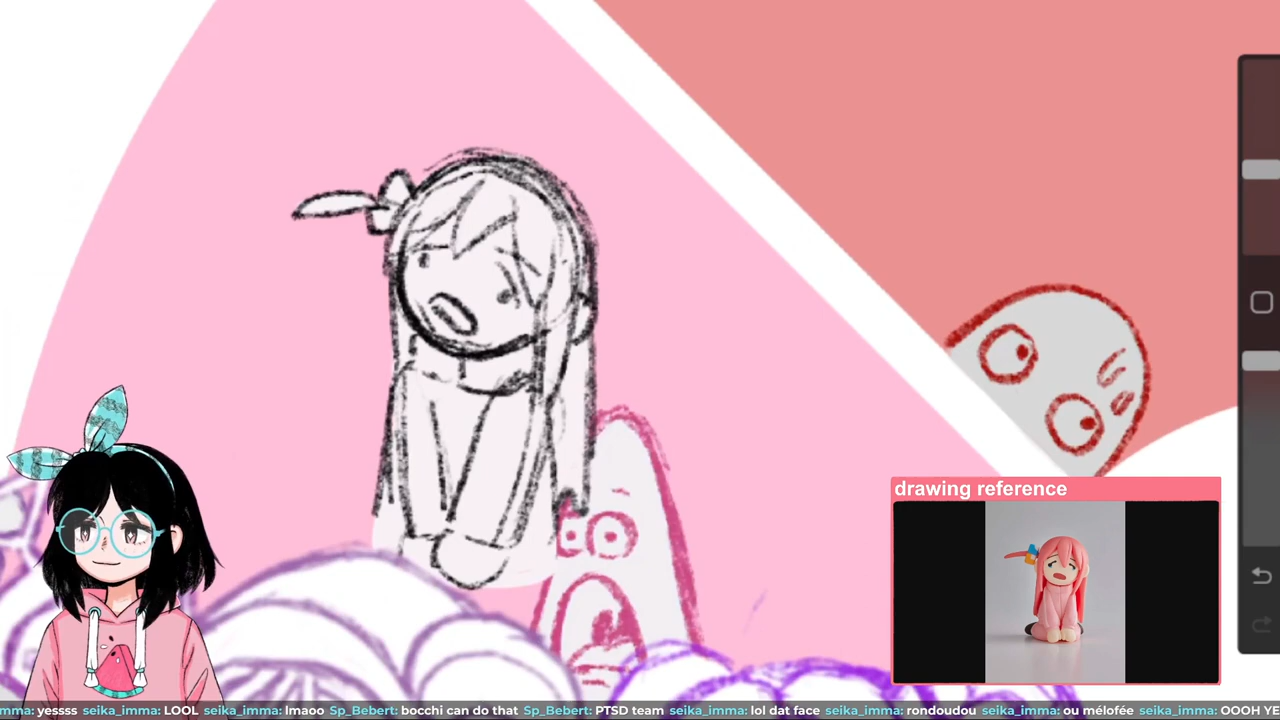 drawing reference
mma: yessss seika_imma: LOOL seika_imma: lmaoo Sp_Bebert: bocchi can do that Sp_Bebert: PTSD team seika_imma: lol dat face seika_imma: rondoudou seika_imma: ou mélofée seika_imma: OOOH YE